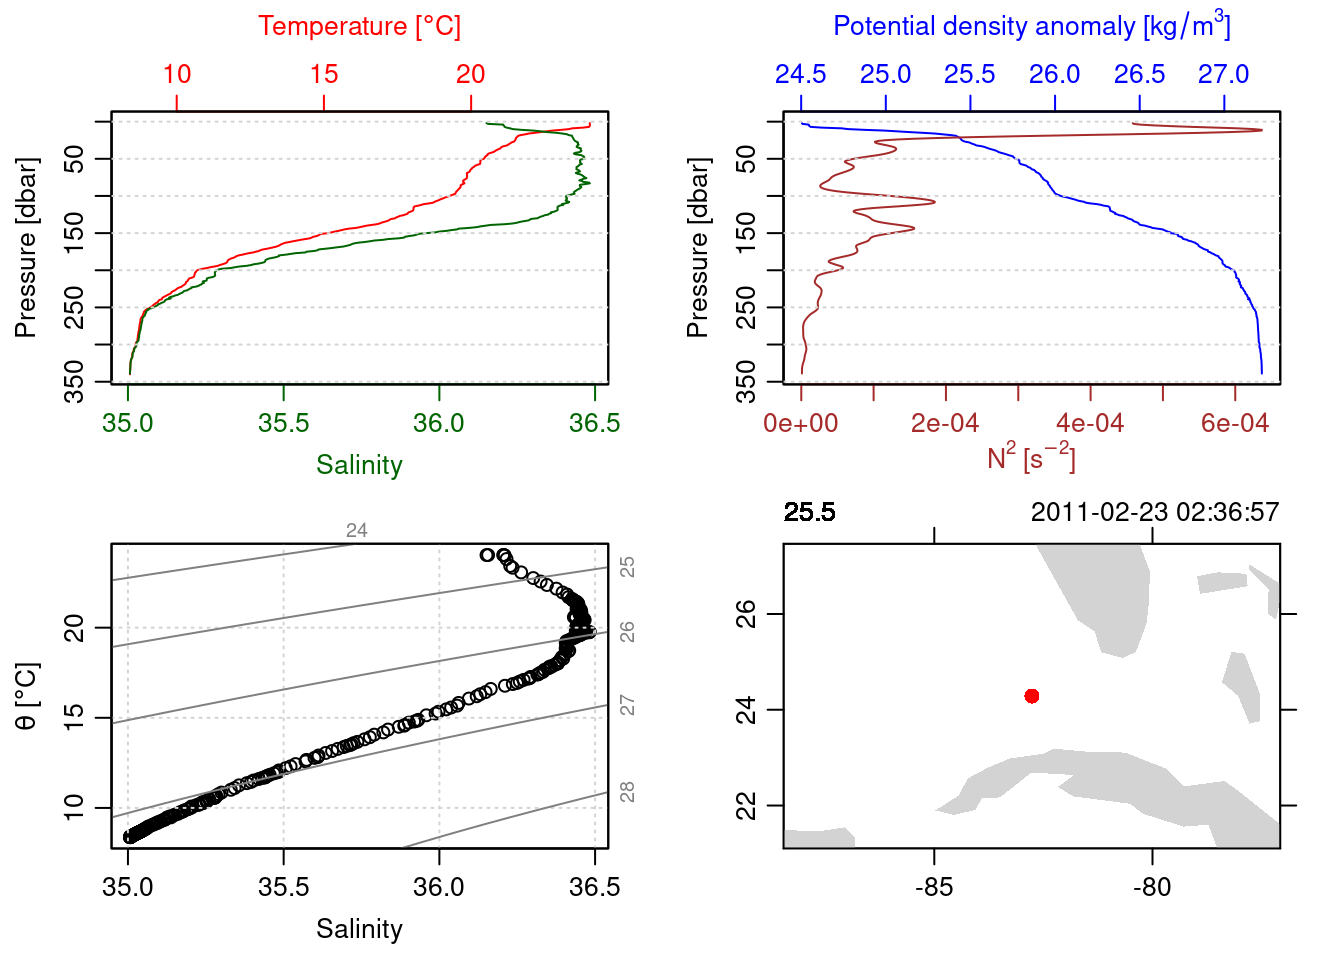 Temperature [°C]
10 15 20
Pressure [dbar]
50
150
250
350
35.0 35.5 36.0 36.5
Salinity
Potential density anomaly [kg/m³]
24.5 25.0 25.5 26.0 26.5 27.0
Pressure [dbar]
50
150
250
350
0e+00 2e-04 4e-04 6e-04
N² [s⁻²]
24
25
26
27
28
θ [°C]
20
15
10
35.0 35.5 36.0 36.5
Salinity
25.5 2011-02-23 02:36:57
26
24
22
-85 -80